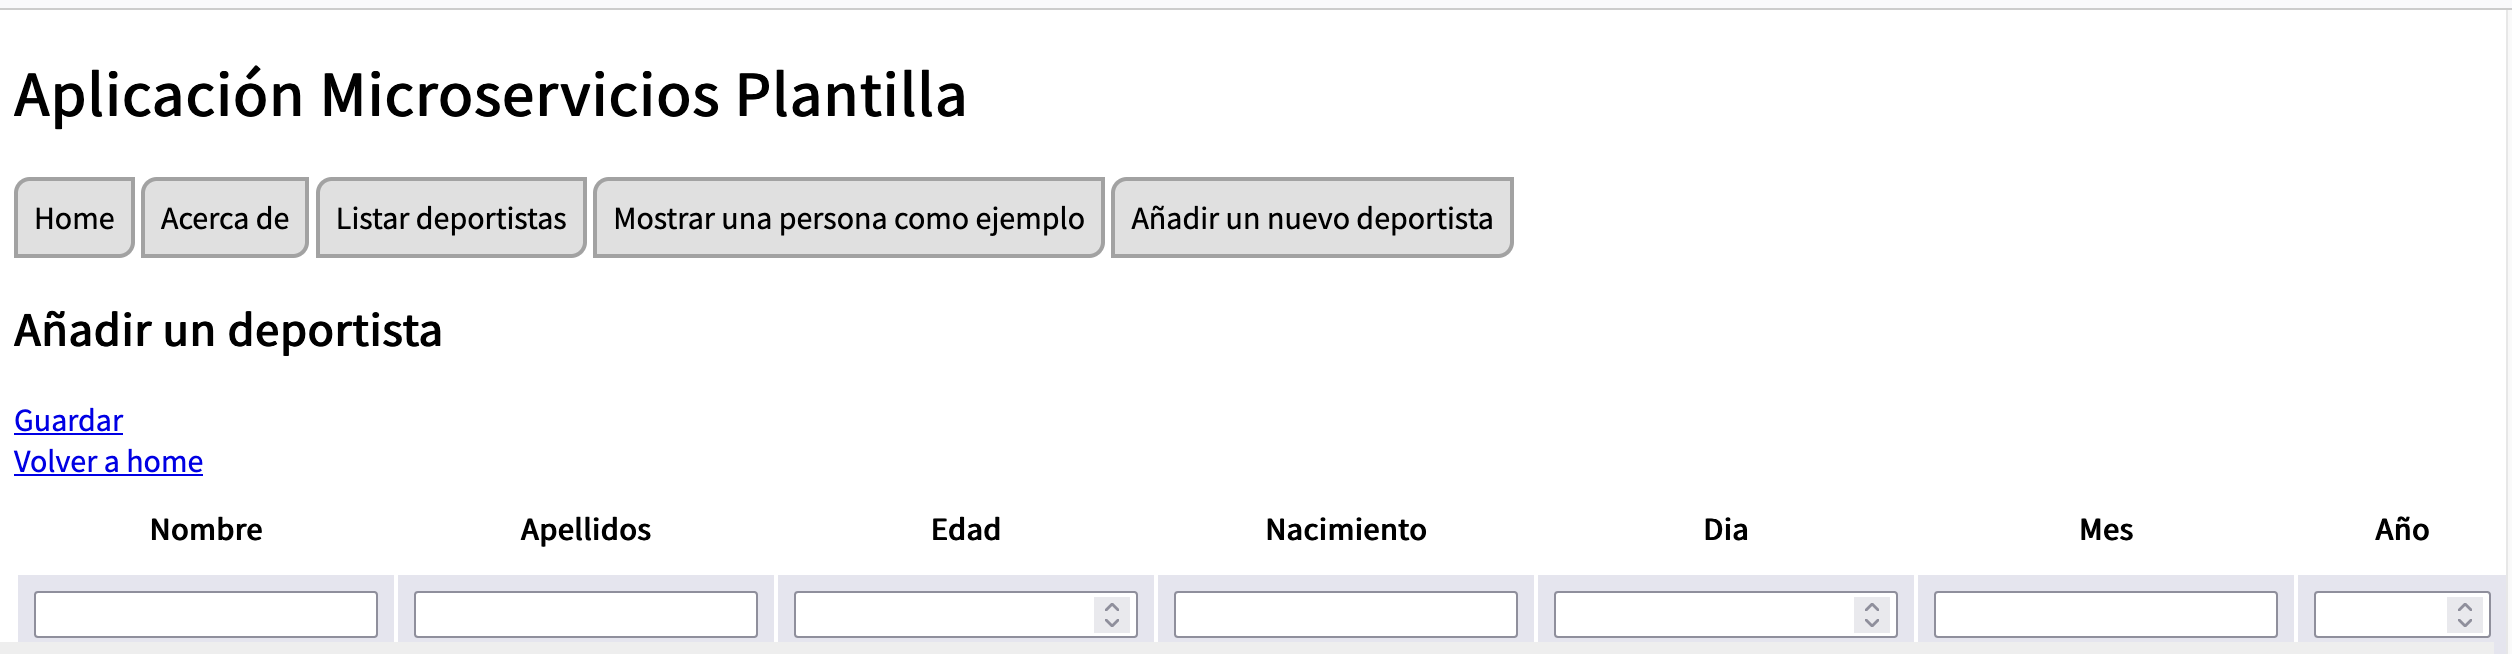 Aplicación Microservicios Plantilla
Home Acerca de Listar deportistas Mostrar una persona como ejemplo Añadir un nuevo deportista
Añadir un deportista
Guardar
Volver a home
Nombre Apellidos Edad Nacimiento Dia Mes Año